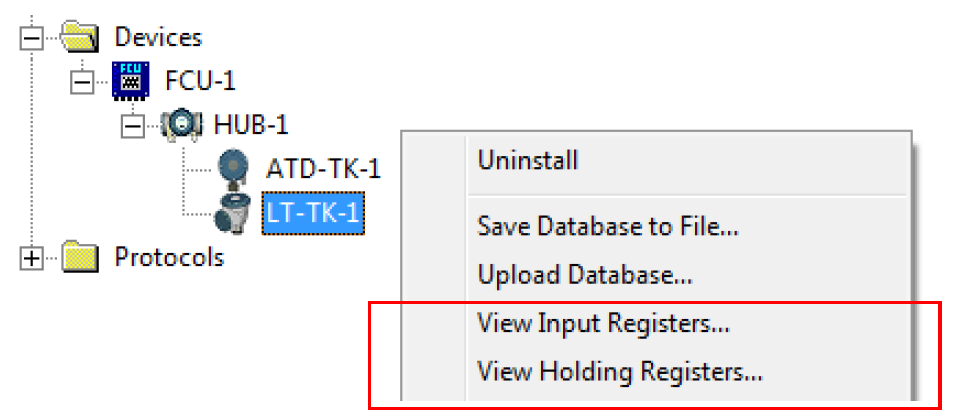 Devices
FCU
FCU-1
HUB-1
ATD-TK-1
LT-TK-1
Protocols
Uninstall
Save Database to File...
Upload Database...
View Input Registers...
View Holding Registers...